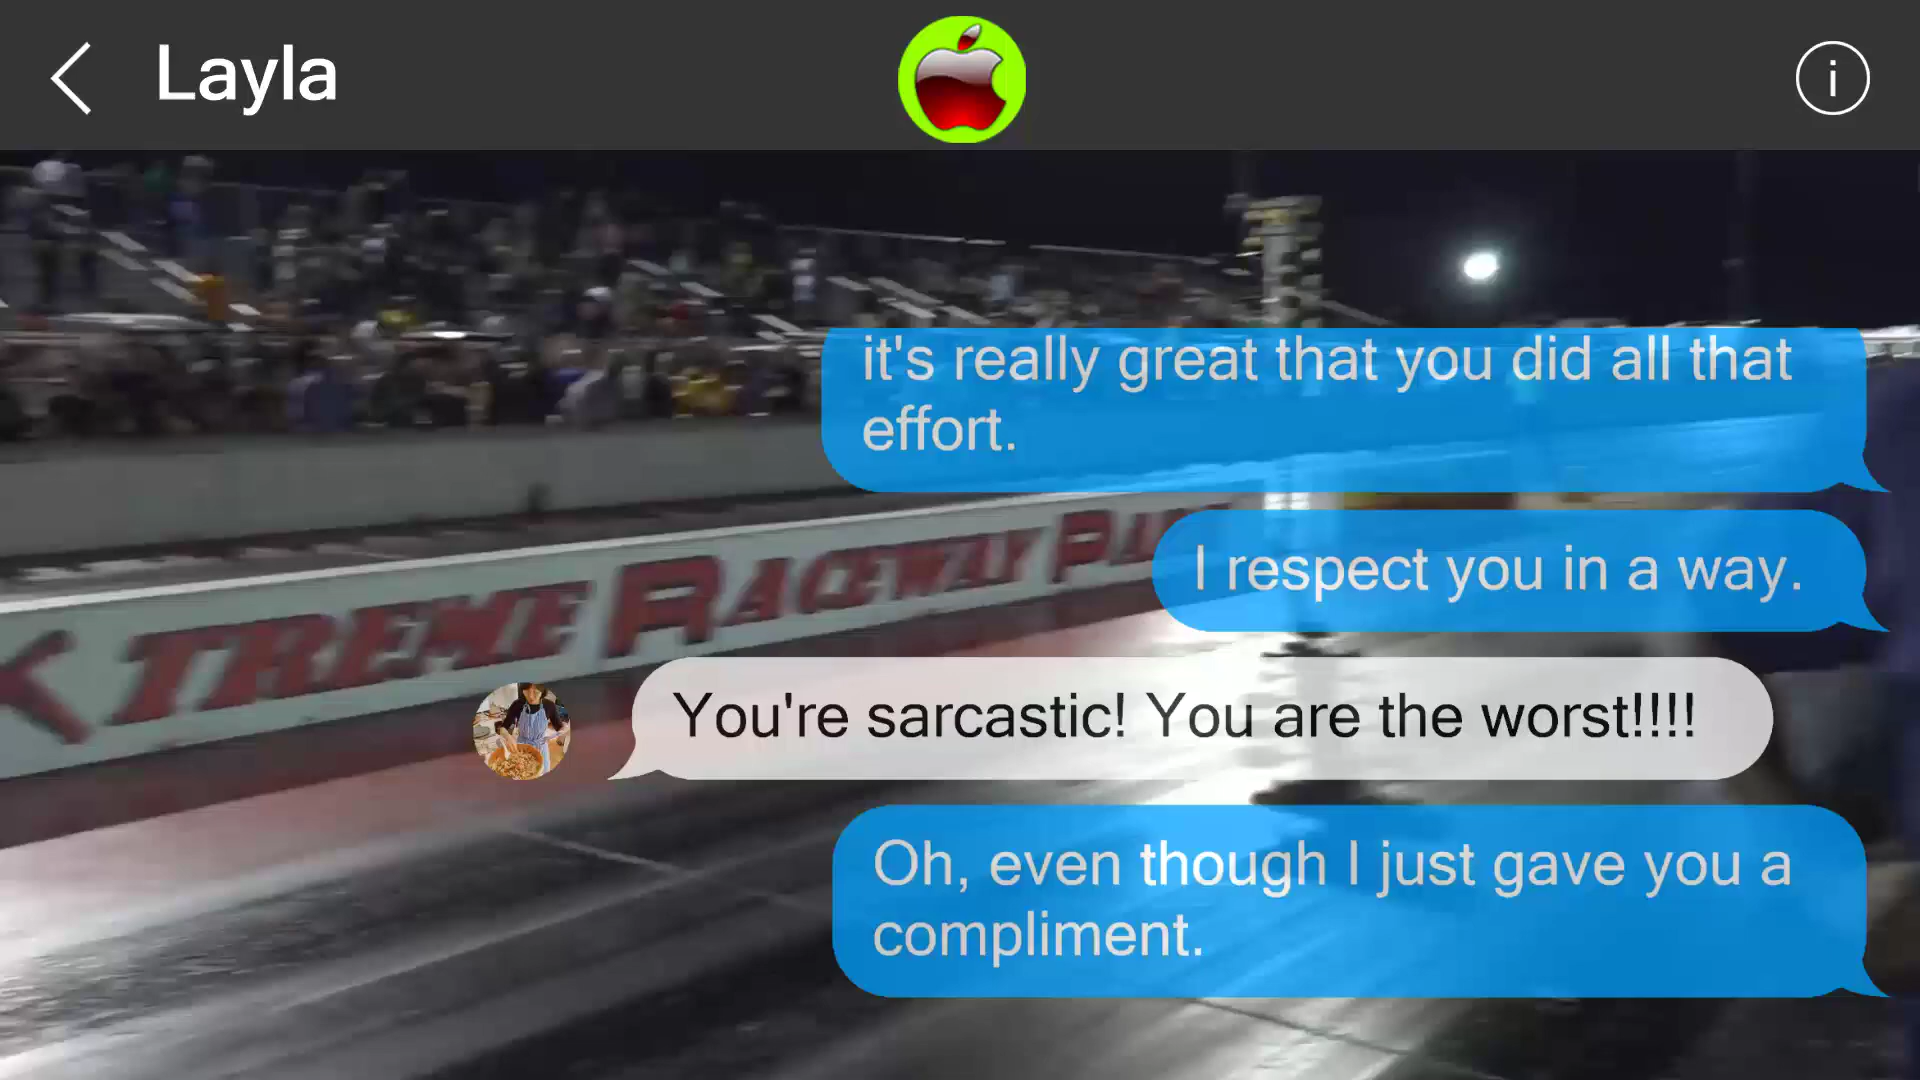 Layla
i
it's really great that you did all that
effort.
I respect you in a way.
XTREME RACEWAY PA
You're sarcastic! You are the worst!!!!
Oh, even though I just gave you a
compliment.